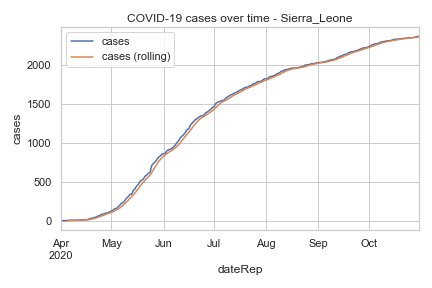 COVID-19 cases over time - Sierra_Leone
cases
cases (rolling)
cases
2000
1500
1000
500
0
Apr
2020
May
Jun
Jul
Aug
Sep
Oct
dateRep